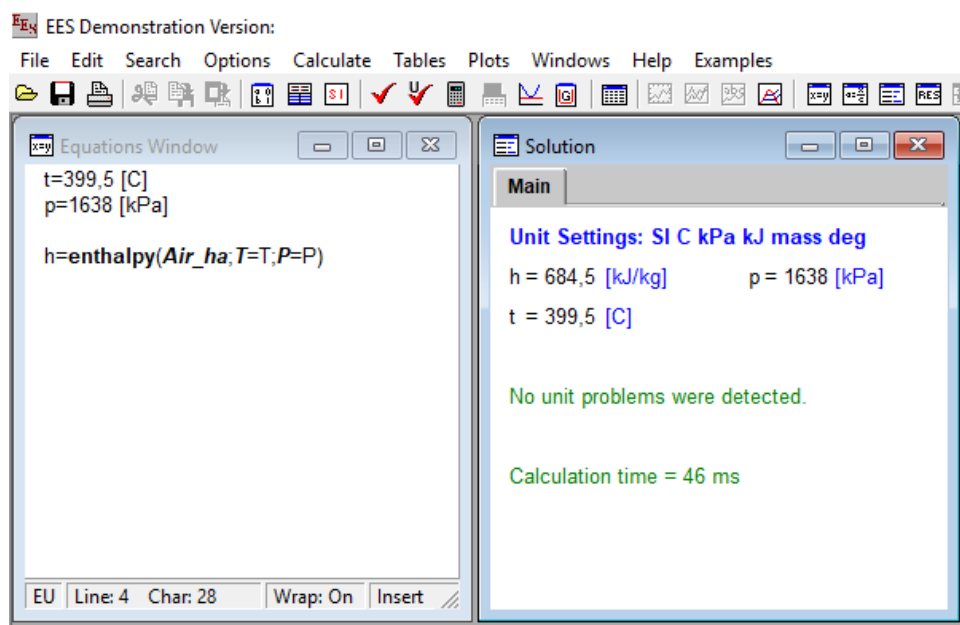 EES EES Demonstration Version:
File Edit Search Options Calculate Tables Plots Windows Help Examples
x=y RES
x=y Equations Window
t=399,5 [C]
p=1638 [kPa]
h=enthalpy(Air_ha;T=T;P=P)
EU Line: 4 Char: 28 Wrap: On Insert
Solution
Main
Unit Settings: SI C kPa kJ mass deg
h = 684,5 [kJ/kg] p = 1638 [kPa]
t = 399,5 [C]
No unit problems were detected.
Calculation time = 46 ms